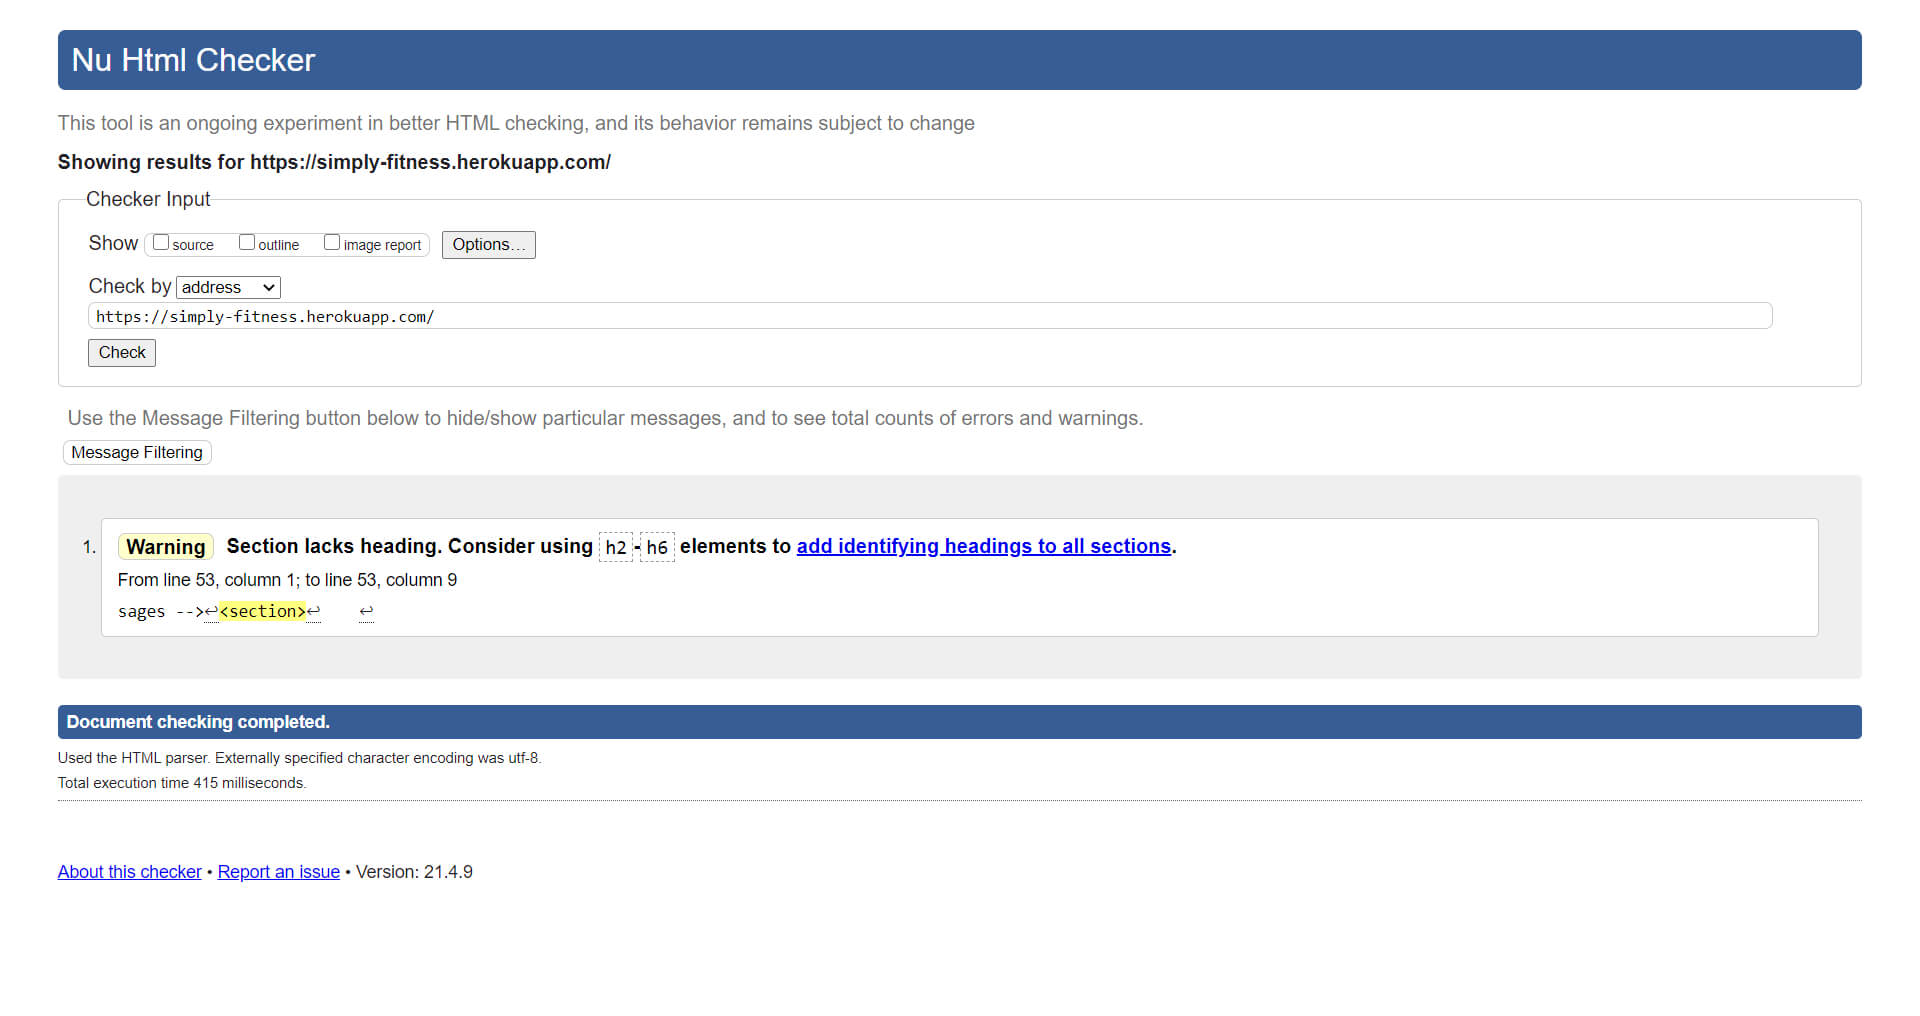 Nu Html Checker
This tool is an ongoing experiment in better HTML checking, and its behavior remains subject to change
Showing results for https://simply-fitness.herokuapp.com/
Checker Input
Show source outline image report Options...
Check by address
https://simply-fitness.herokuapp.com/
Check
Use the Message Filtering button below to hide/show particular messages, and to see total counts of errors and warnings.
Message Filtering
1. Warning Section lacks heading. Consider using h2-h6 elements to add identifying headings to all sections.
From line 53, column 1; to line 53, column 9
sages -->↩<section>↩ ↩
Document checking completed.
Used the HTML parser. Externally specified character encoding was utf-8.
Total execution time 415 milliseconds.
About this checker • Report an issue • Version: 21.4.9